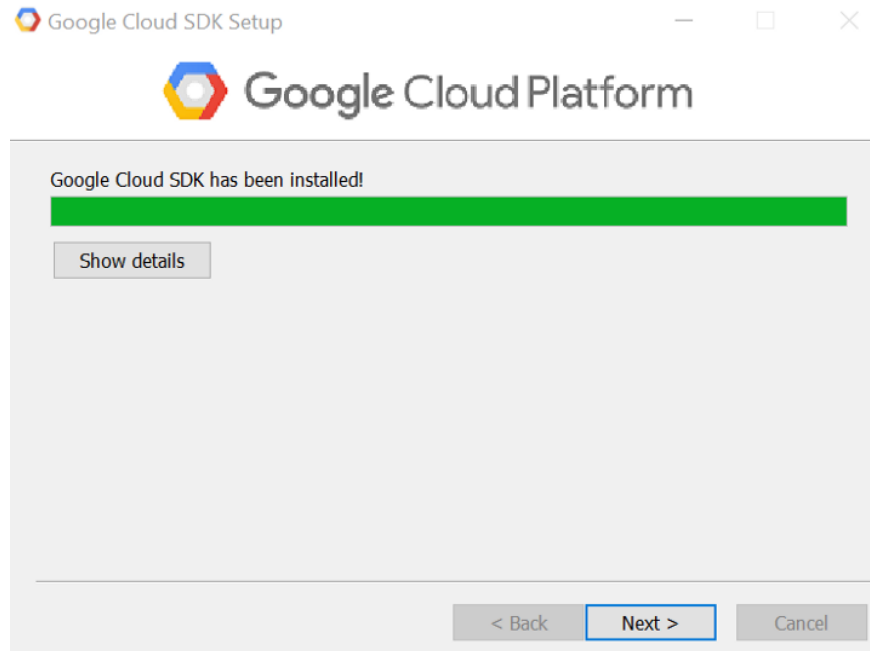 Google Cloud SDK Setup
Google Cloud Platform
Google Cloud SDK has been installed!
Show details
< Back Next > Cancel